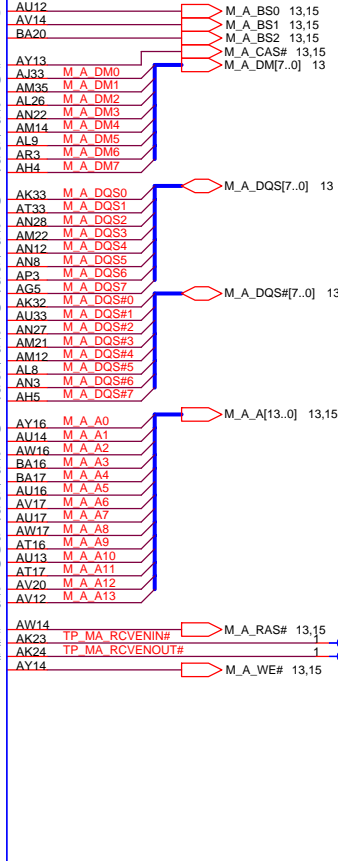 AU12 M_A_BS0 13,15
AV14 M_A_BS1 13,15
BA20 M_A_BS2 13,15
AY13 M_A_CAS# 13,15
AJ33 M_A_DM0 M_A_DM[7..0] 13
AM35 M_A_DM1
AL26 M_A_DM2
AN22 M_A_DM3
AM14 M_A_DM4
AL9 M_A_DM5
AR3 M_A_DM6
AH4 M_A_DM7
AK33 M_A_DQS0 M_A_DQS[7..0] 13
AT33 M_A_DQS1
AN28 M_A_DQS2
AM22 M_A_DQS3
AN12 M_A_DQS4
AN8 M_A_DQS5
AP3 M_A_DQS6
AG5 M_A_DQS7
AK32 M_A_DQS#0 M_A_DQS#[7..0] 13
AU33 M_A_DQS#1
AN27 M_A_DQS#2
AM21 M_A_DQS#3
AM12 M_A_DQS#4
AL8 M_A_DQS#5
AN3 M_A_DQS#6
AH5 M_A_DQS#7
AY16 M_A_A0 M_A_A[13..0] 13,15
AU14 M_A_A1
AW16 M_A_A2
BA16 M_A_A3
BA17 M_A_A4
AU16 M_A_A5
AV17 M_A_A6
AU17 M_A_A7
AW17 M_A_A8
AT16 M_A_A9
AU13 M_A_A10
AT17 M_A_A11
AV20 M_A_A12
AV12 M_A_A13
AW14 M_A_RAS# 13,15
AK23 TP_MA_RCVENIN# 1
AK24 TP_MA_RCVENOUT# 1
AY14 M_A_WE# 13,15